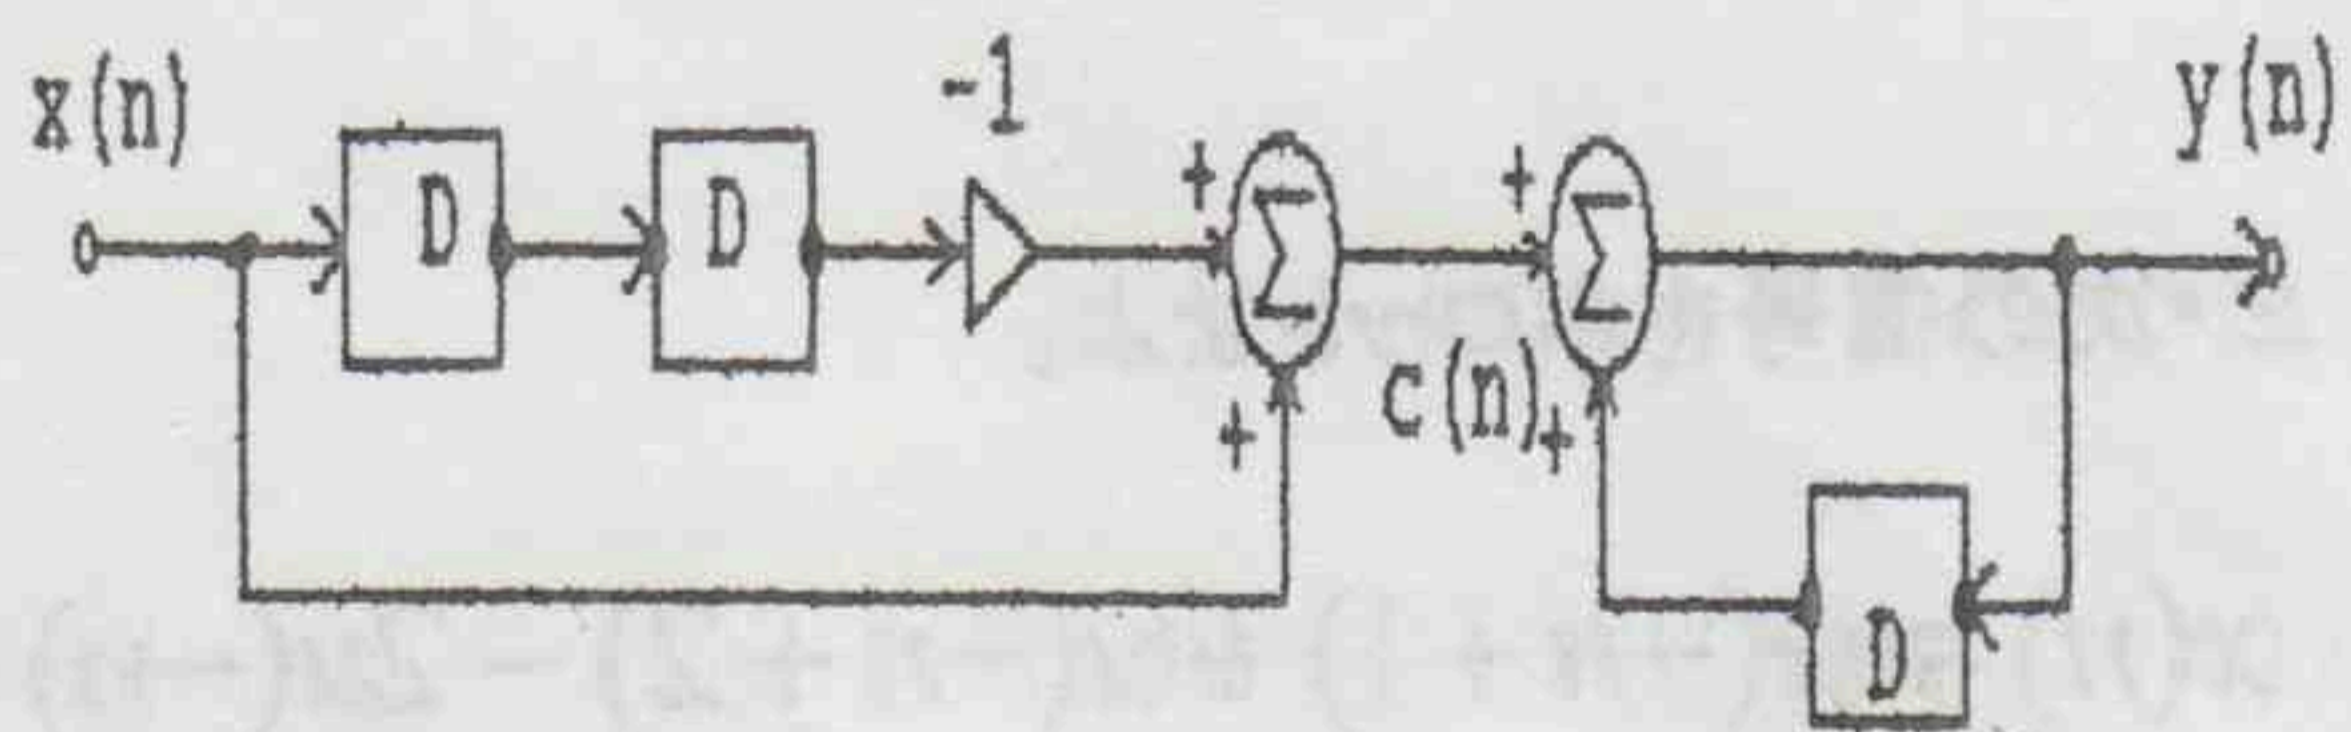 x(n)
-1
y(n)
D
D
+
Σ
+
Σ
+
c(n)
+
D